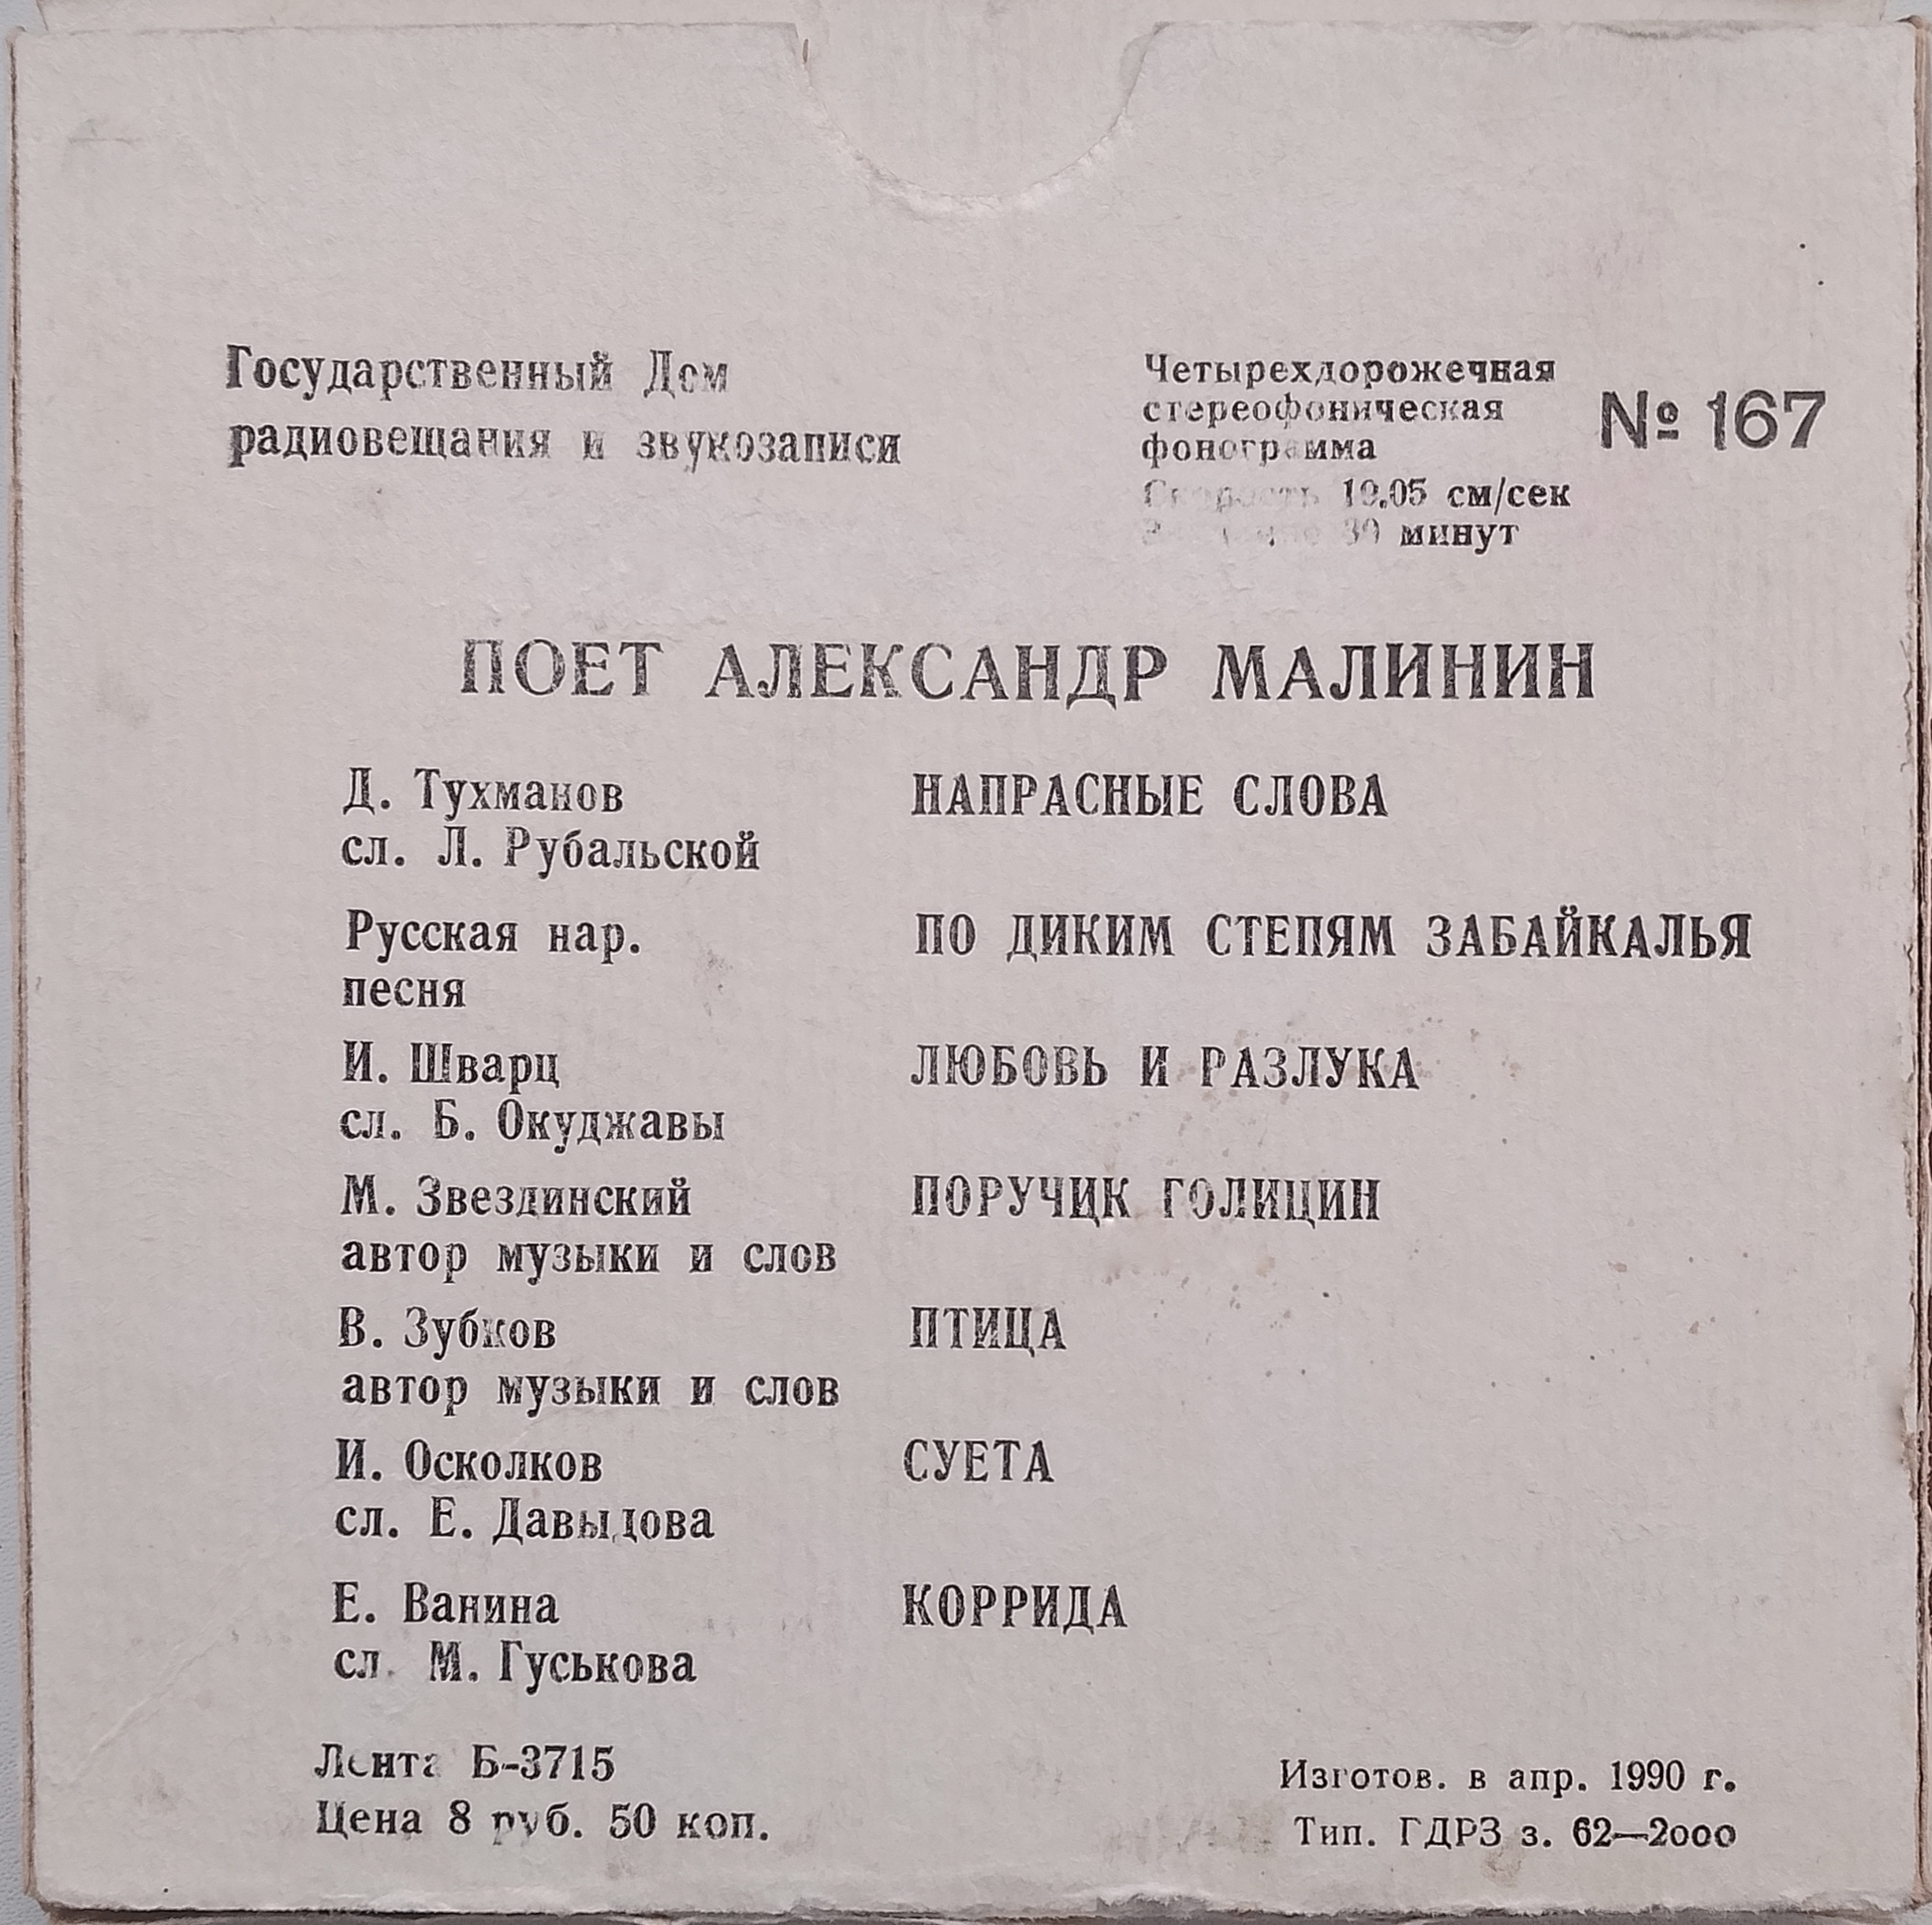 Государственный Дом
радиовещания и звукозаписи
Четырехдорожечная
стереофоническая
фонограмма
Скорость 19.05 см/сек
30 минут
№ 167
ПОЕТ АЛЕКСАНДР МАЛИНИН
Д. Тухманов НАПРАСНЫЕ СЛОВА
сл. Л. Рубальской
Русская нар. ПО ДИКИМ СТЕПЯМ ЗАБАЙКАЛЬЯ
песня
И. Шварц ЛЮБОВЬ И РАЗЛУКА
сл. Б. Окуджавы
М. Звездинский ПОРУЧЦК ГОЛИЦИН
автор музыки и слов
В. Зубков ПТИЦА
автор музыки и слов
И. Осколков СУЕТА
сл. Е. Давыдова
Е. Ванина КОРРИДА
сл. М. Гуськова
Лента Б-3715
Цена 8 руб. 50 коп.
Изготов. в апр. 1990 г.
Тип. ГДРЗ з. 62—2000